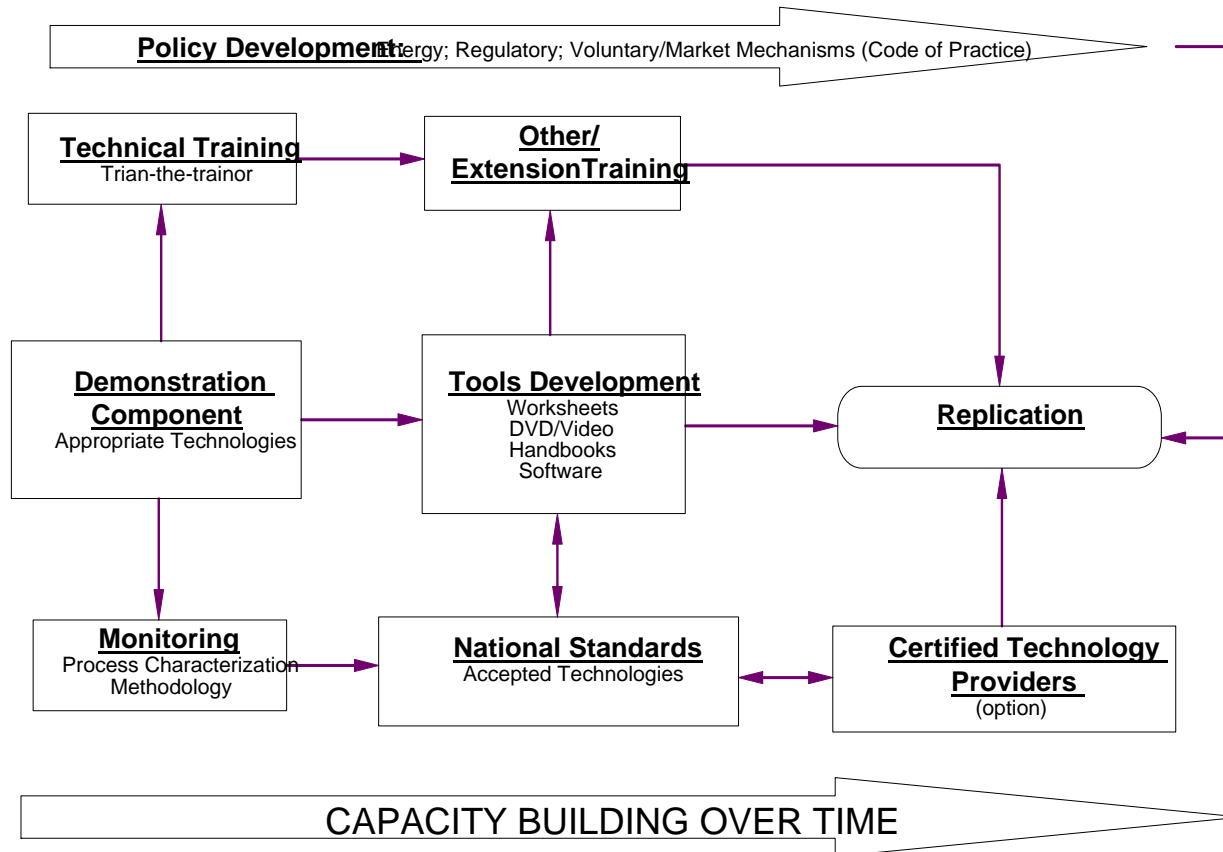 Policy Development: Energy; Regulatory; Voluntary/Market Mechanisms (Code of Practice)
Technical Training
Trian-the-trainor
Other/
ExtensionTraining
Demonstration
Component
Appropriate Technologies
Tools Development
Worksheets
DVD/Video
Handbooks
Software
Replication
Monitoring
Process Characterization
Methodology
National Standards
Accepted Technologies
Certified Technology
Providers
(option)
CAPACITY BUILDING OVER TIME